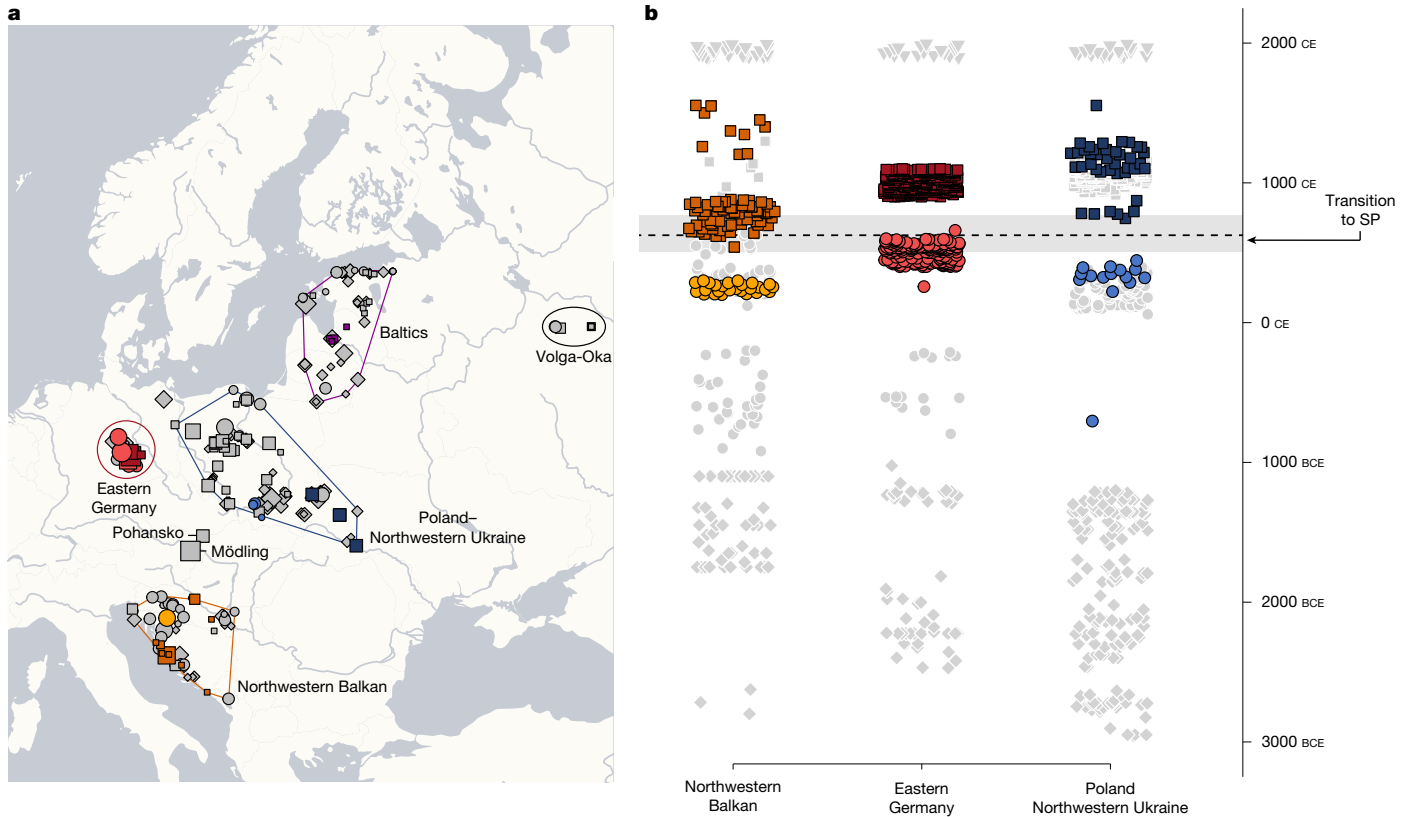 a
Baltics
Volga-Oka
Eastern
Germany
Pohansko
Mödling
Poland–
Northwestern Ukraine
Northwestern Balkan
b
2000 CE
1000 CE
Transition
to SP
0 CE
1000 BCE
2000 BCE
3000 BCE
Northwestern
Balkan
Eastern
Germany
Poland
Northwestern Ukraine